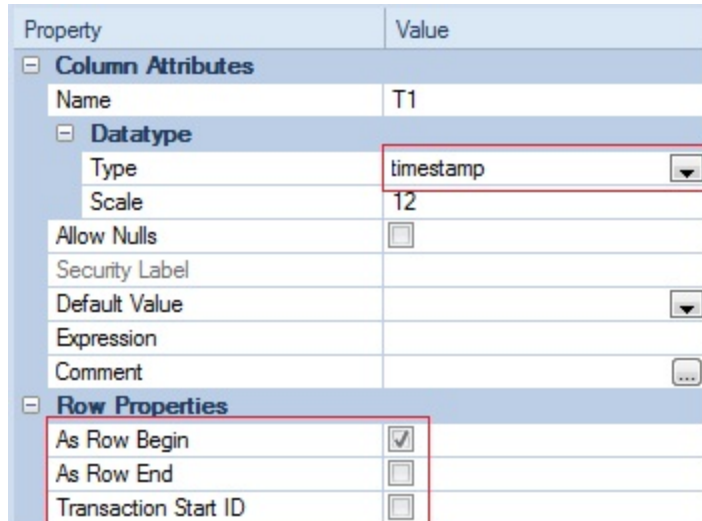 Property Value
Column Attributes
Name T1
Datatype
Type timestamp
Scale 12
Allow Nulls
Security Label
Default Value
Expression
Comment ...
Row Properties
As Row Begin
As Row End
Transaction Start ID